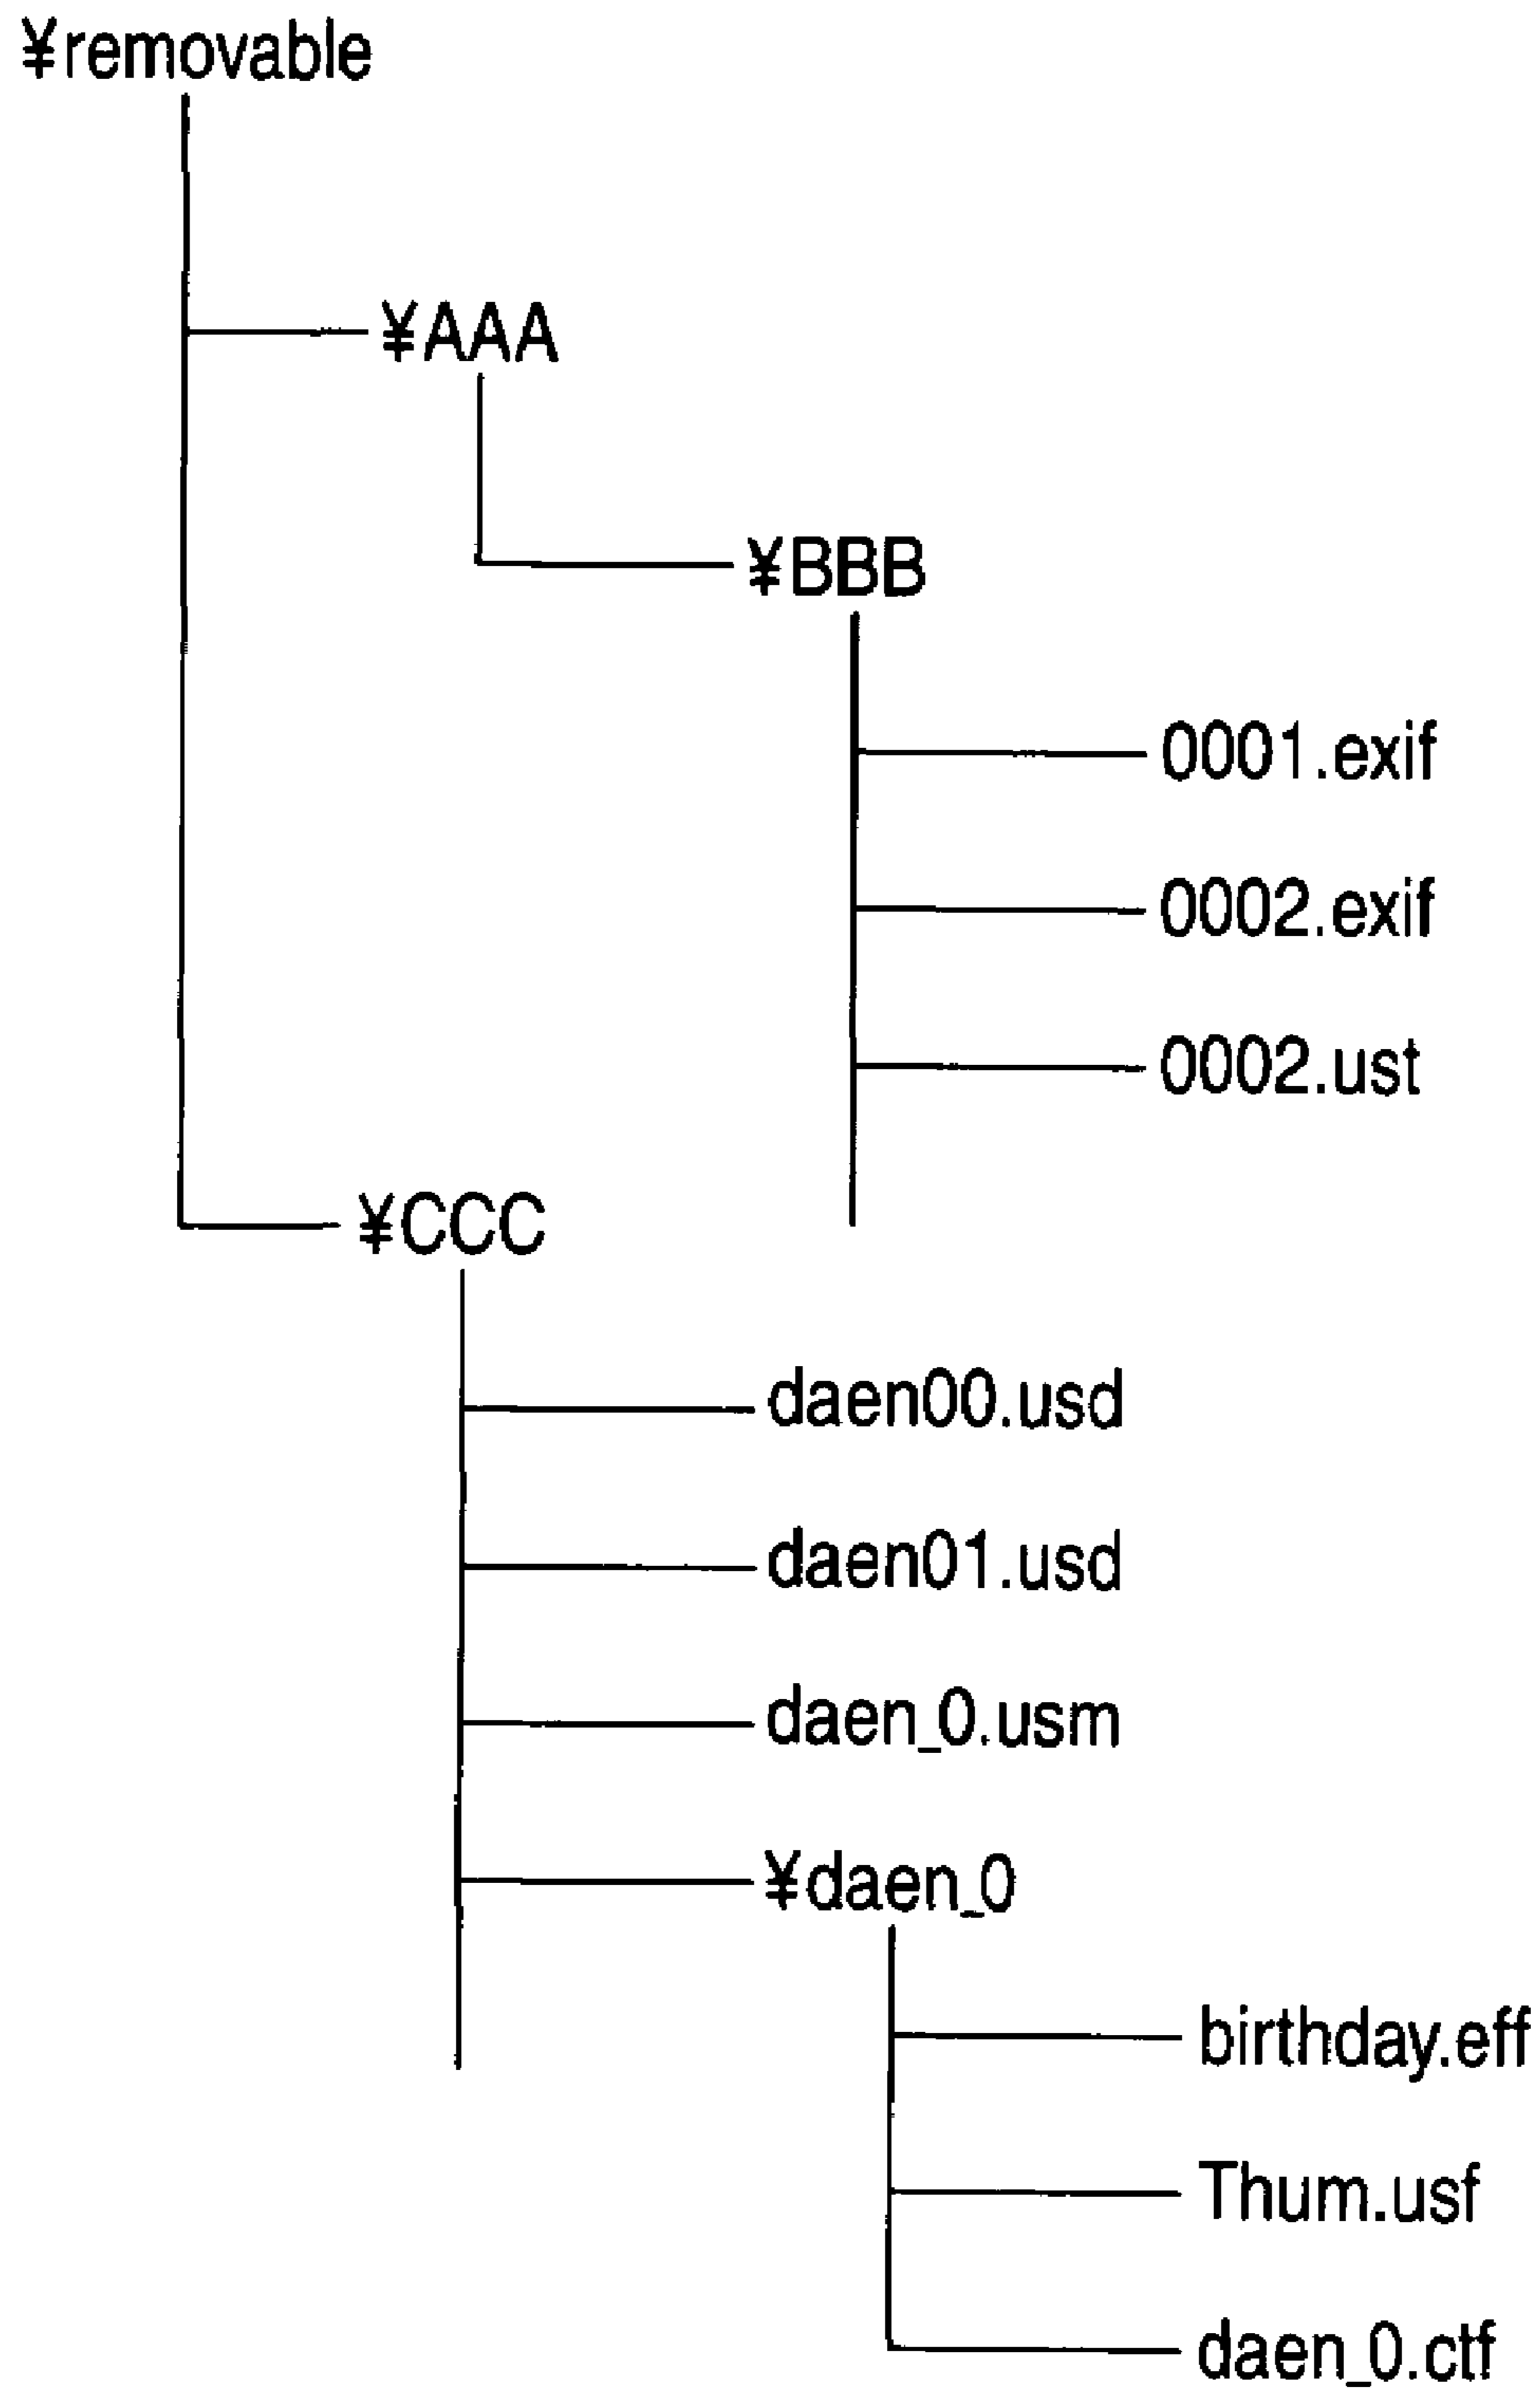 ¥removable
¥AAA
¥BBB
0001.exif
0002.exif
0002.ust
¥CCC
daen00.usd
daen01.usd
daen_0.usm
¥daen_0
birthday.eff
Thum.usf
daen_0.ctf